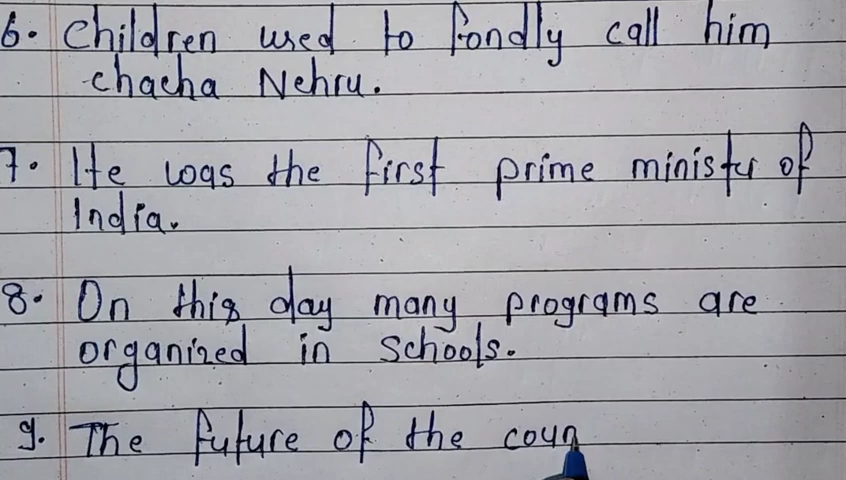 6. Children used to fondly call him
chacha Nehru.
7. He was the first prime minister of
India.
8. On this day many programs are
organized in Schools.
9. The future of the coun